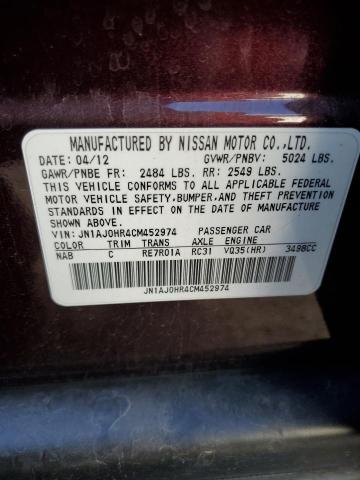 MANUFACTURED BY NISSAN MOTOR CO.,LTD.
DATE: 04/12 GVWR/PNBV: 5024 LBS.
GAWR/PNBE FR: 2484 LBS. RR: 2549 LBS.
THIS VEHICLE CONFORMS TO ALL APPLICABLE FEDERAL
MOTOR VEHICLE SAFETY,BUMPER,AND THEFT PREVENTION
STANDARDS IN EFFECT ON THE DATE OF MANUFACTURE
SHOWN ABOVE.
VIN: JN1AJ0HR4CM452974 PASSENGER CAR
COLOR TRIM TRANS AXLE ENGINE
NAB C RE7R01A RC31 VQ35(HR) 3498CC
JN1AJ0HR4CM452974